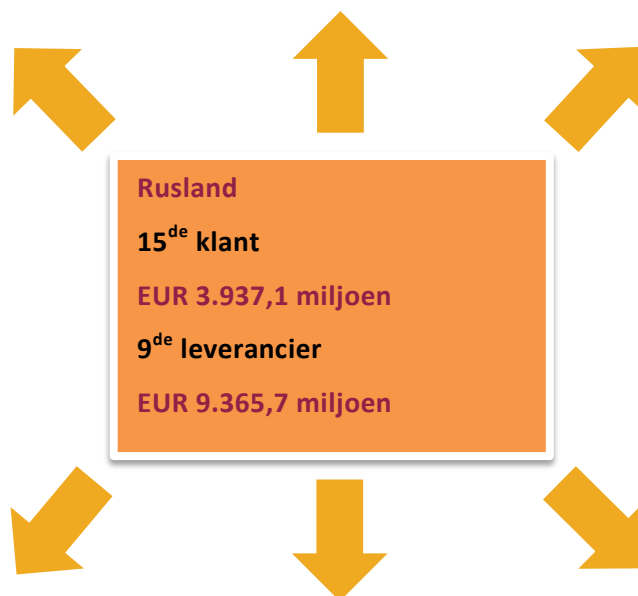 Rusland
15de klant
EUR 3.937,1 miljoen
9de leverancier
EUR 9.365,7 miljoen